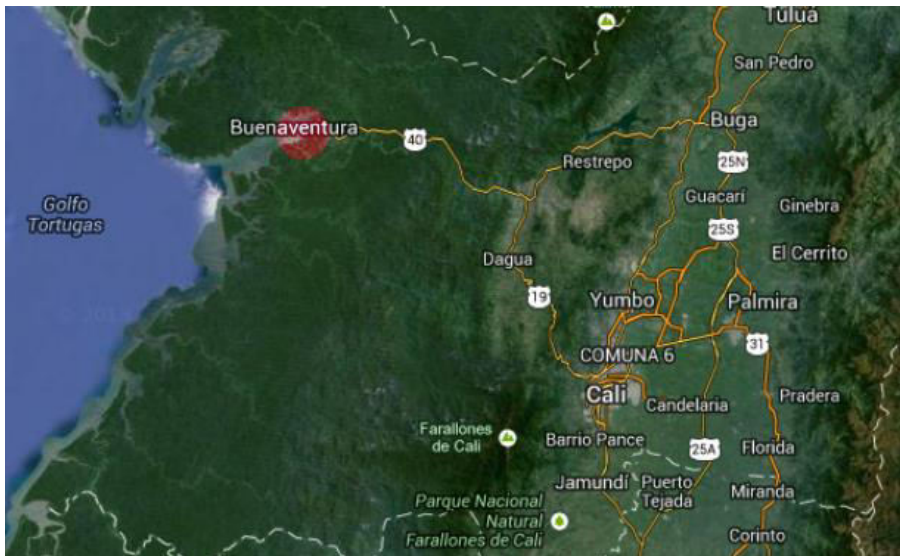 Tuluá
San Pedro
Buenaventura
40
Buga
Restrepo
25N
Guacarí
Ginebra
Golfo
Tortugas
25S
El Cerrito
Dagua
19
Yumbo
Palmira
31
COMUNA 6
Cali
Candelaria
Pradera
Farallones
de Cali
Barrio Pance
25A
Florida
Jamundí
Puerto
Tejada
Miranda
Parque Nacional
Natural
Farallones de Cali
Corinto